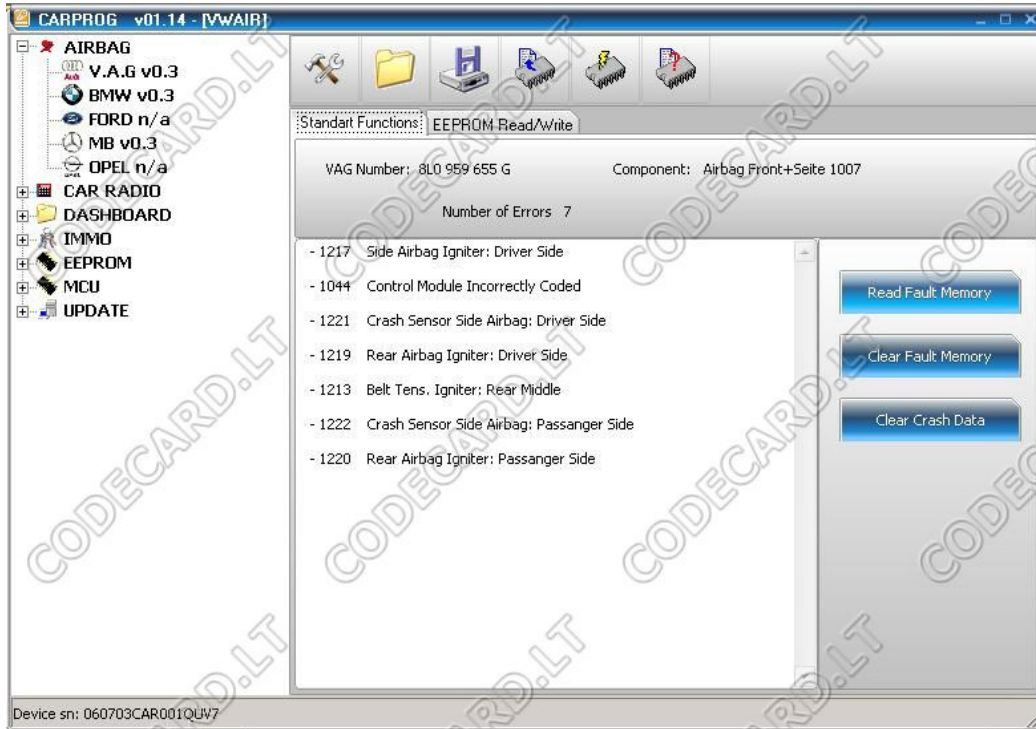 CARPROG v01.14 - [VWAIR]
AIRBAG
V.A.G v0.3
BMW v0.3
FORD n/a
MB v0.3
OPEL n/a
CAR RADIO
DASHBOARD
IMMO
EEPROM
MCU
UPDATE
Standart Functions EEPROM Read/Write
VAG Number: 8L0 959 655 G Component: Airbag Front+Seite 1007
Number of Errors 7
- 1217 Side Airbag Igniter: Driver Side
- 1044 Control Module Incorrectly Coded
- 1221 Crash Sensor Side Airbag: Driver Side
- 1219 Rear Airbag Igniter: Driver Side
- 1213 Belt Tens. Igniter: Rear Middle
- 1222 Crash Sensor Side Airbag: Passanger Side
- 1220 Rear Airbag Igniter: Passanger Side
Read Fault Memory
Clear Fault Memory
Clear Crash Data
Device sn: 060703CAR001QUV7
CODECARD.LT